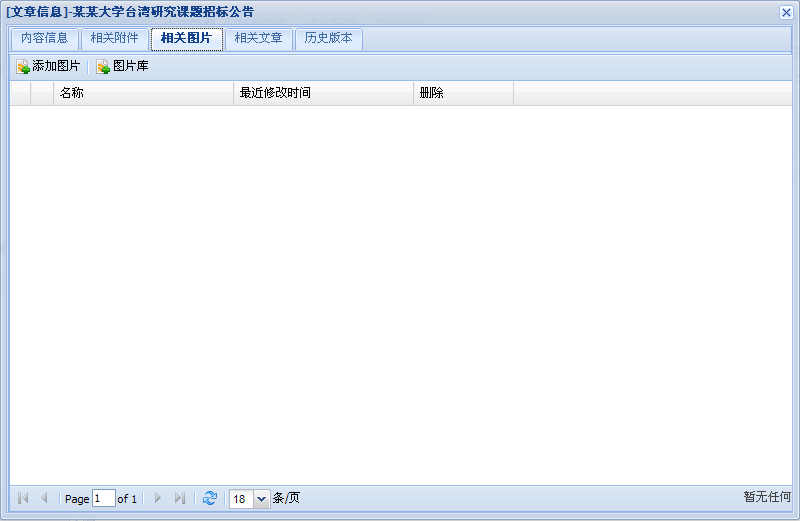 [文章信息]-某某大学台湾研究课题招标公告
内容信息 相关附件 相关图片 相关文章 历史版本
添加图片 图片库
名称 最近修改时间 删除
Page 1 of 1 18 条/页 暂无任何